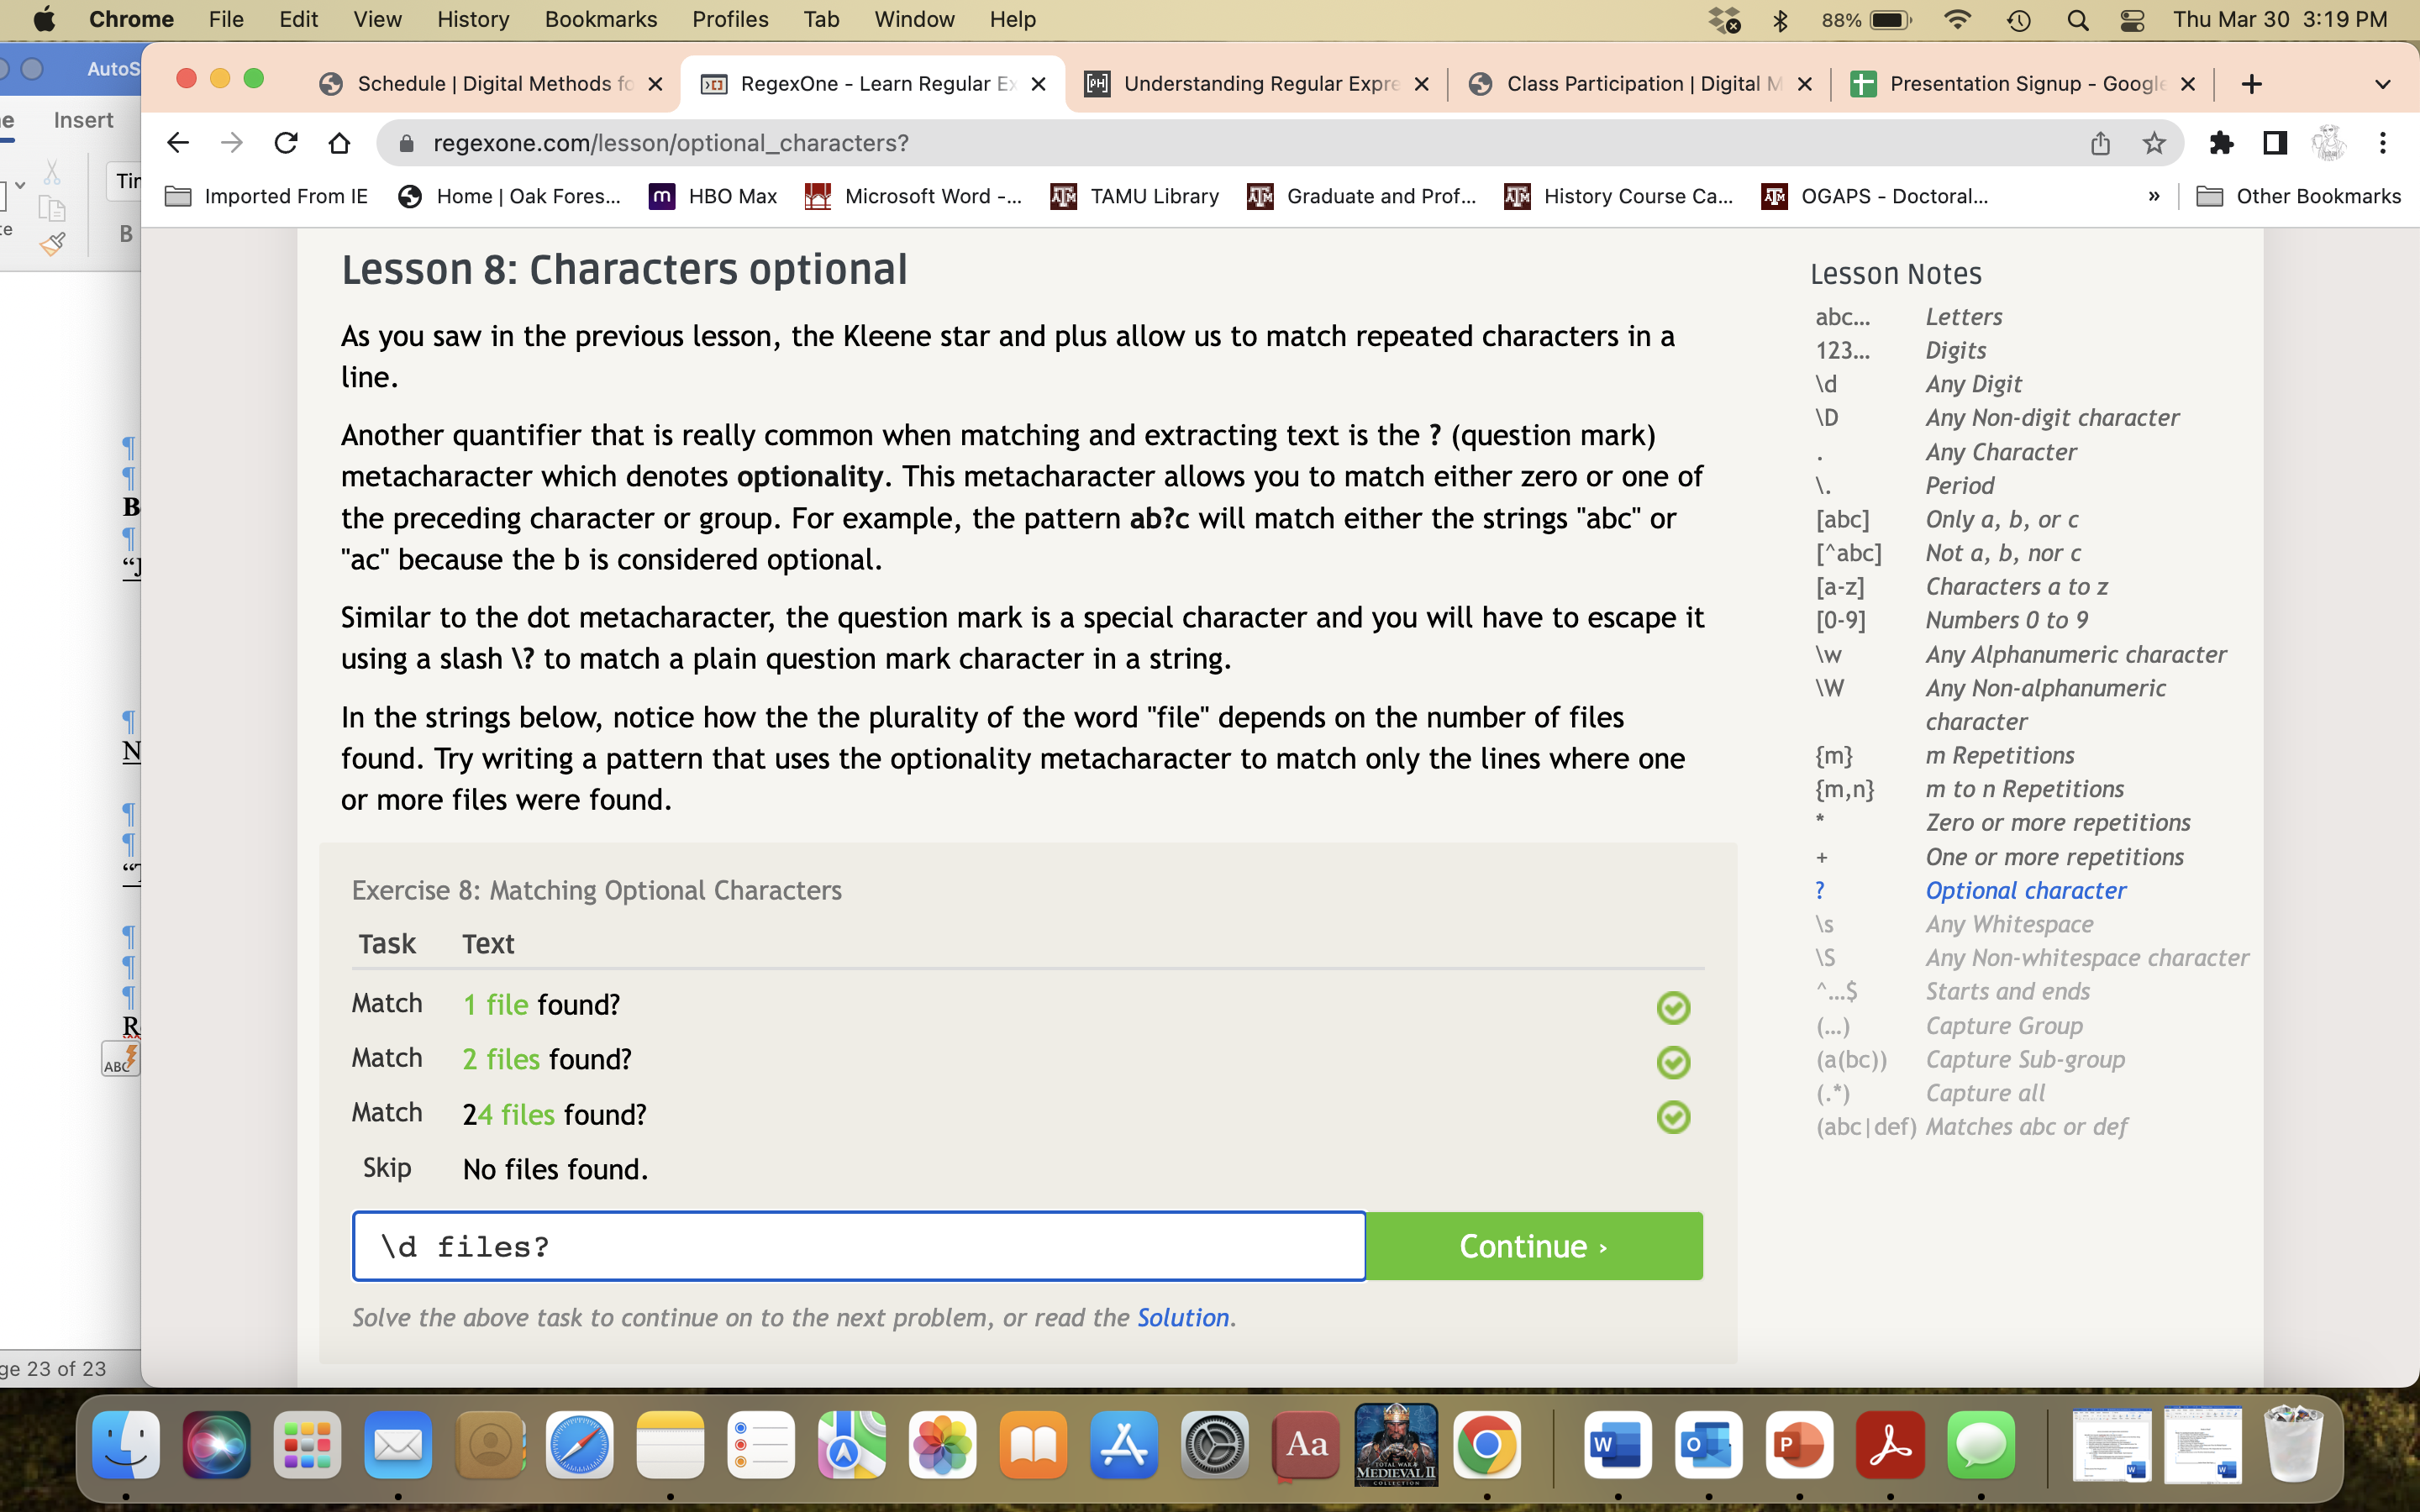 Chrome File Edit View History Bookmarks Profiles Tab Window Help 88% Thu Mar 30 3:19 PM
AutoS
Schedule | Digital Methods fo
RegexOne - Learn Regular Ex
Understanding Regular Expre
Class Participation | Digital M
Presentation Signup - Google
Insert
regexone.com/lesson/optional_characters?
Imported From IE Home | Oak Fores... HBO Max Microsoft Word -... TAMU Library Graduate and Prof... History Course Ca... OGAPS - Doctoral... » Other Bookmarks
B
Lesson 8: Characters optional
As you saw in the previous lesson, the Kleene star and plus allow us to match repeated characters in a
line.
Another quantifier that is really common when matching and extracting text is the ? (question mark)
metacharacter which denotes optionality. This metacharacter allows you to match either zero or one of
the preceding character or group. For example, the pattern ab?c will match either the strings "abc" or
"ac" because the b is considered optional.
Similar to the dot metacharacter, the question mark is a special character and you will have to escape it
using a slash \? to match a plain question mark character in a string.
In the strings below, notice how the the plurality of the word "file" depends on the number of files
found. Try writing a pattern that uses the optionality metacharacter to match only the lines where one
or more files were found.
Exercise 8: Matching Optional Characters
Task Text
Match 1 file found?
Match 2 files found?
Match 24 files found?
Skip No files found.
\d files?
Continue ›
Solve the above task to continue on to the next problem, or read the Solution.
Lesson Notes
abc... Letters
123... Digits
\d Any Digit
\D Any Non-digit character
. Any Character
\. Period
[abc] Only a, b, or c
[^abc] Not a, b, nor c
[a-z] Characters a to z
[0-9] Numbers 0 to 9
\w Any Alphanumeric character
\W Any Non-alphanumeric
character
{m} m Repetitions
{m,n} m to n Repetitions
* Zero or more repetitions
+ One or more repetitions
? Optional character
\s Any Whitespace
\S Any Non-whitespace character
^...$ Starts and ends
(...) Capture Group
(a(bc)) Capture Sub-group
(.*) Capture all
(abc|def) Matches abc or def
ABC
ge 23 of 23
Aa
TOTAL WAR
MEDIEVAL II
COLLECTION